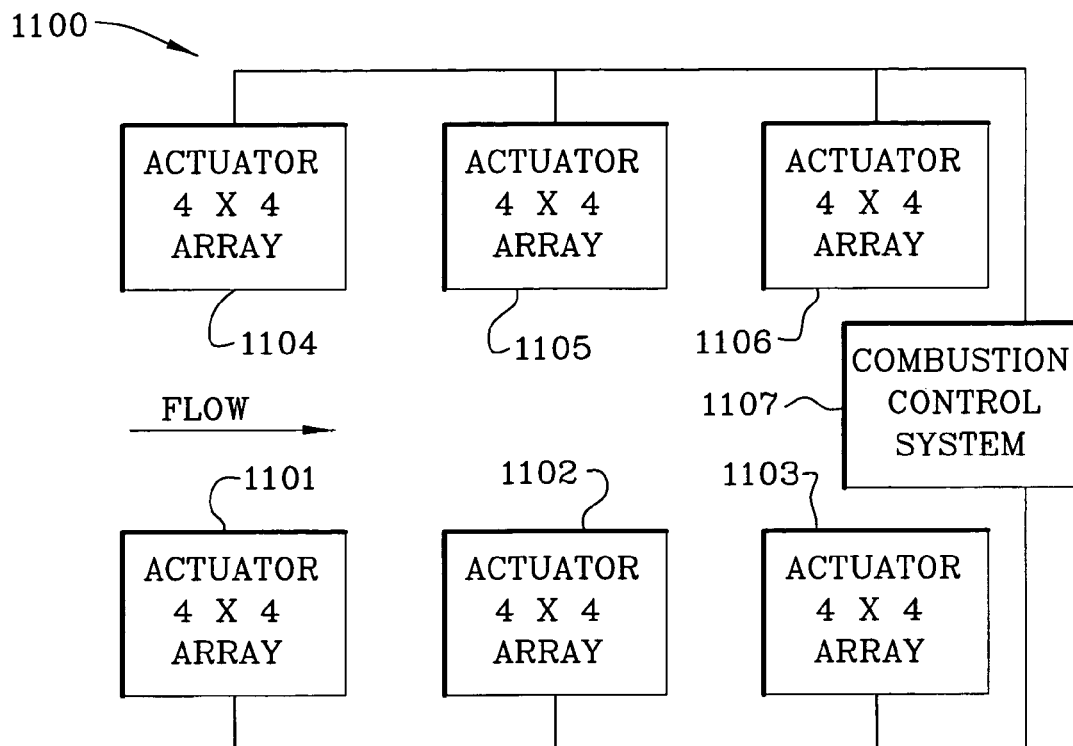 1100
ACTUATOR
4 X 4
ARRAY
ACTUATOR
4 X 4
ARRAY
ACTUATOR
4 X 4
ARRAY
1104
1105
1106
COMBUSTION
CONTROL
SYSTEM
1107
FLOW
1101
1102
1103
ACTUATOR
4 X 4
ARRAY
ACTUATOR
4 X 4
ARRAY
ACTUATOR
4 X 4
ARRAY